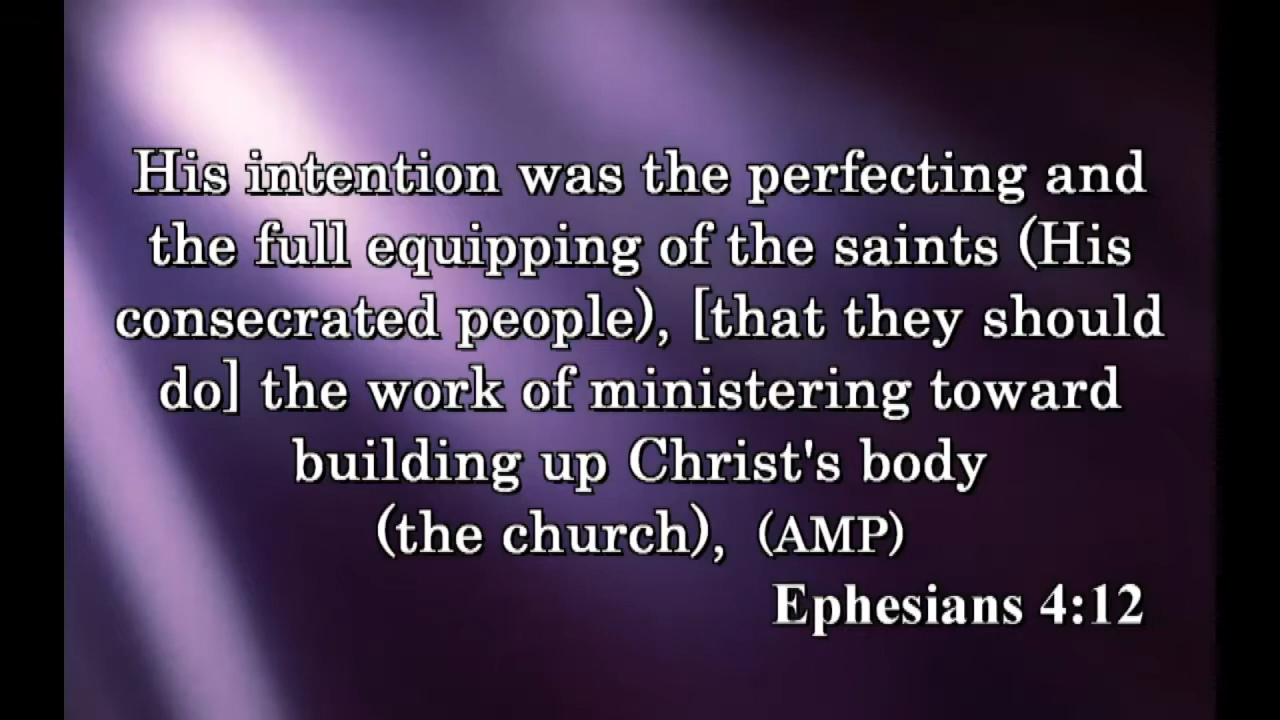 His intention was the perfecting and
the full equipping of the saints (His
consecrated people), [that they should
do] the work of ministering toward
building up Christ's body
(the church), (AMP)
Ephesians 4:12